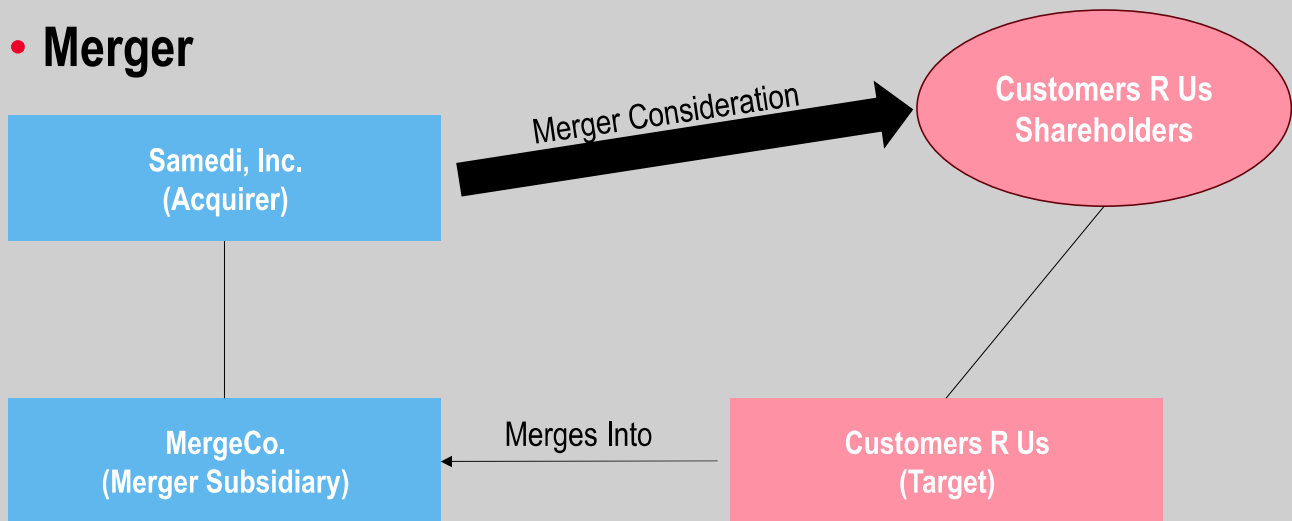 • Merger
Samedi, Inc.
(Acquirer)
Merger Consideration
Customers R Us
Shareholders
MergeCo.
(Merger Subsidiary)
Merges Into
Customers R Us
(Target)